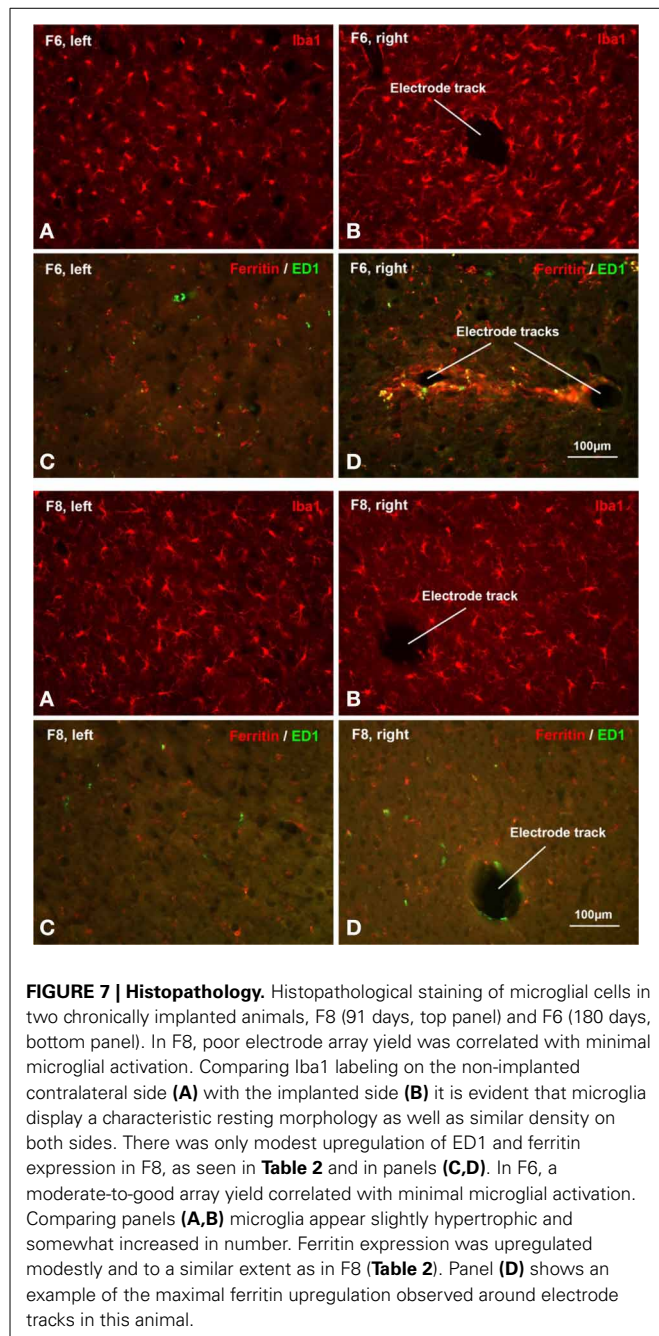 F6, left Iba1
F6, right Iba1
Electrode track
A
B
F6, left Ferritin / ED1
F6, right Ferritin / ED1
Electrode tracks
C
D
100µm
F8, left Iba1
F8, right Iba1
Electrode track
A
B
F8, left Ferritin / ED1
F8, right Ferritin / ED1
Electrode track
C
D
100µm
FIGURE 7 | Histopathology. Histopathological staining of microglial cells in
two chronically implanted animals, F8 (91 days, top panel) and F6 (180 days,
bottom panel). In F8, poor electrode array yield was correlated with minimal
microglial activation. Comparing Iba1 labeling on the non-implanted
contralateral side (A) with the implanted side (B) it is evident that microglia
display a characteristic resting morphology as well as similar density on
both sides. There was only modest upregulation of ED1 and ferritin
expression in F8, as seen in Table 2 and in panels (C,D). In F6, a
moderate-to-good array yield correlated with minimal microglial activation.
Comparing panels (A,B) microglia appear slightly hypertrophic and
somewhat increased in number. Ferritin expression was upregulated
modestly and to a similar extent as in F8 (Table 2). Panel (D) shows an
example of the maximal ferritin upregulation observed around electrode
tracks in this animal.